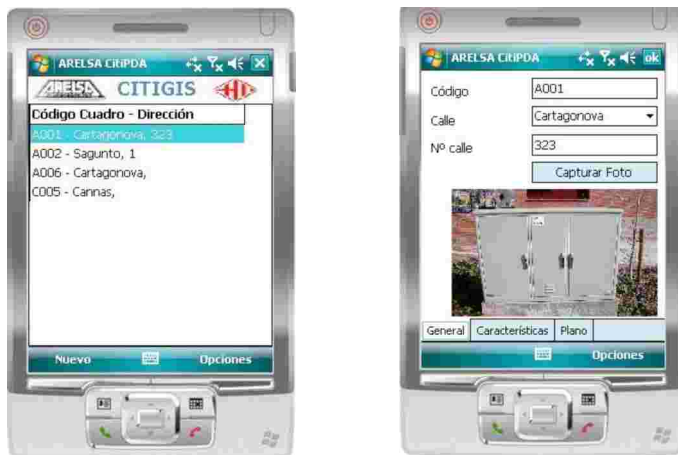 ARELSA CitiPDA
ARELSA
CITIGIS
Código Cuadro - Dirección
A001 - Cartagonova, 323
A002 - Sagunto, 1
A006 - Cartagonova,
C005 - Cannas,
Nuevo
Opciones
ARELSA CitiPDA
ok
Código
A001
Calle
Cartagonova
Nº calle
323
Capturar Foto
General
Características
Plano
Opciones